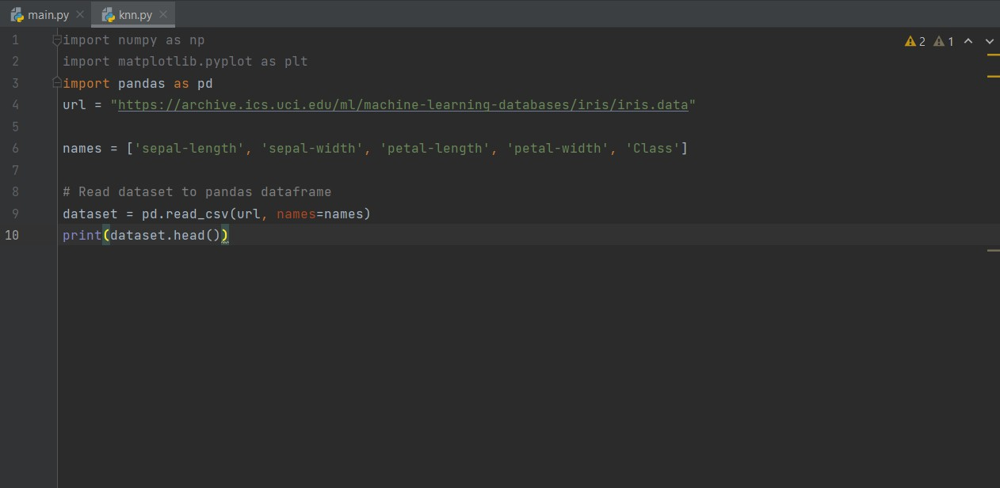 main.py knn.py
1 import numpy as np
2 1
2 import matplotlib.pyplot as plt
3 import pandas as pd
4 url = "https://archive.ics.uci.edu/ml/machine-learning-databases/iris/iris.data"
5
6 names = ['sepal-length', 'sepal-width', 'petal-length', 'petal-width', 'Class']
7
8 # Read dataset to pandas dataframe
9 dataset = pd.read_csv(url, names=names)
10 print(dataset.head())